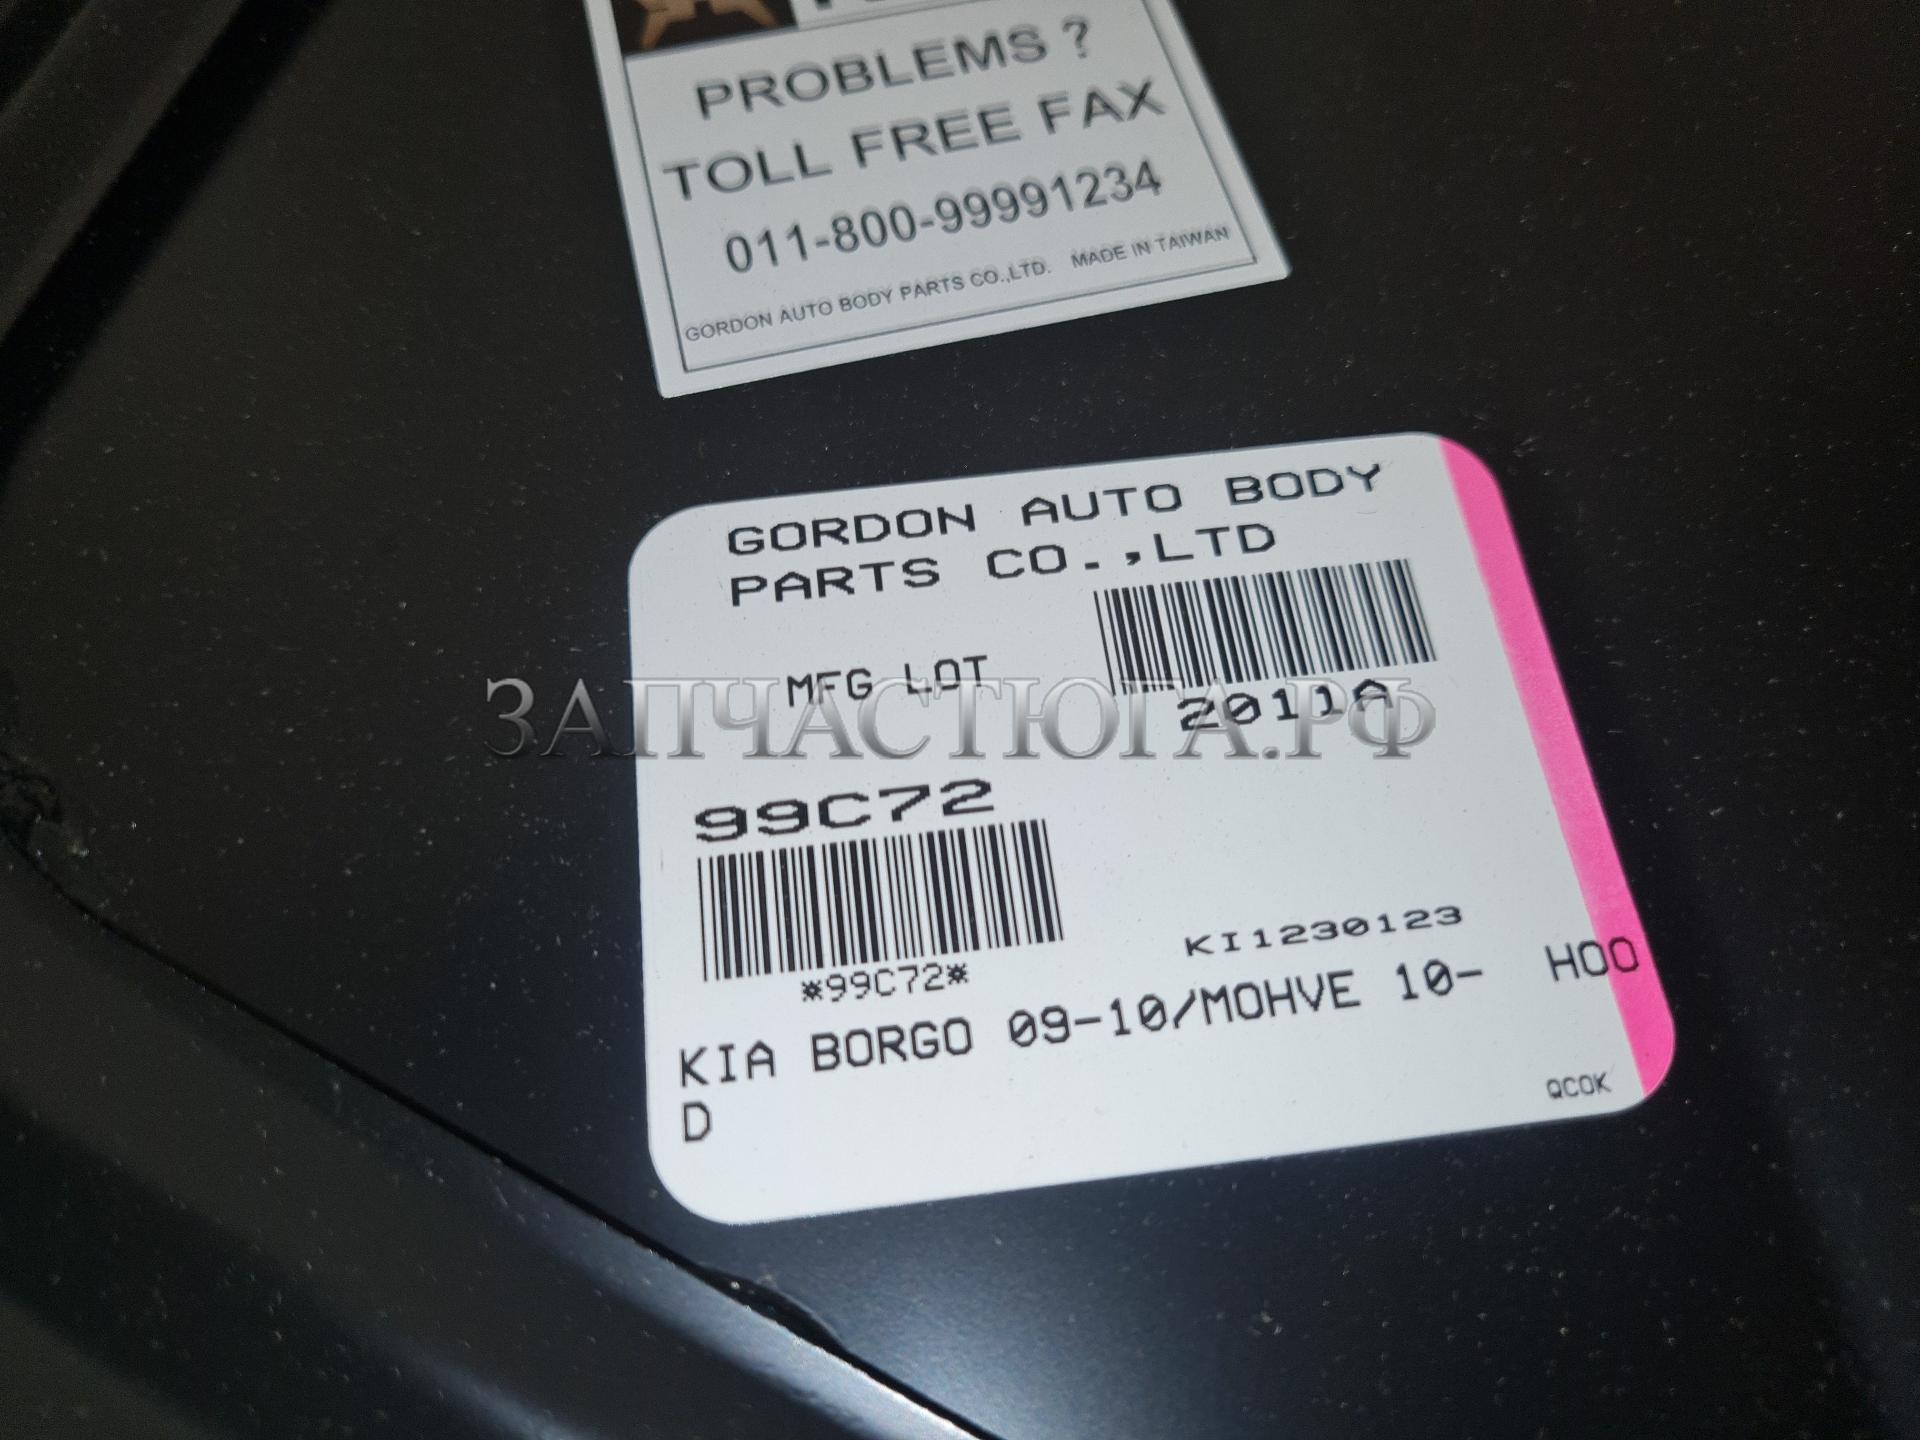 PROBLEMS ?
TOLL FREE FAX
011-800-99991234
GORDON AUTO BODY PARTS CO.,LTD. MADE IN TAIWAN
GORDON AUTO BODY
PARTS CO.,LTD
MFG LOT
2011A
ЗАПЧАСТЮГА.РФ
99C72
*99C72*
KI1230123
KIA BORGO 09-10/MOHVE 10- HOO
D
QCOK